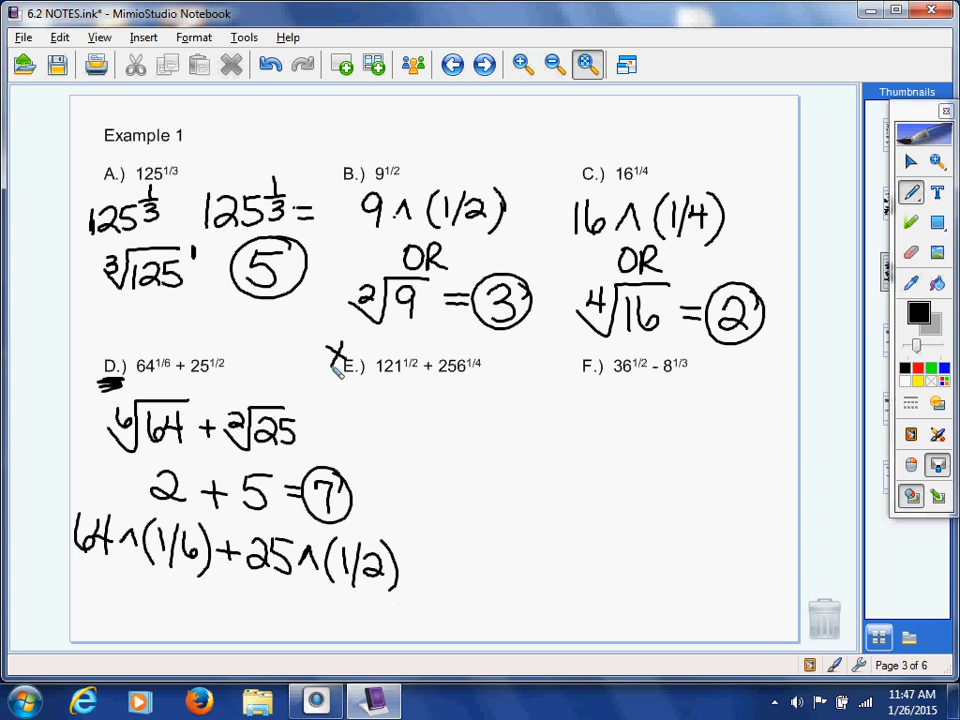 6.2 NOTES.ink* - MimioStudio Notebook
File Edit View Insert Format Tools Help
Thumbnails
Example 1
A.) 125^1/3
B.) 9^1/2
C.) 16^1/4
125^1/3
125^1/3 =
∛125
5
9 ^ (1/2)
OR
²√9 = 3
16 ^ (1/4)
OR
⁴√16 = 2
D.) 64^1/6 + 25^1/2
x E.) 121^1/2 + 256^1/4
F.) 36^1/2 - 8^1/3
⁶√64 + ²√25
2 + 5 = 7
64 ^ (1/6) + 25 ^ (1/2)
Page 3 of 6
11:47 AM
1/26/2015